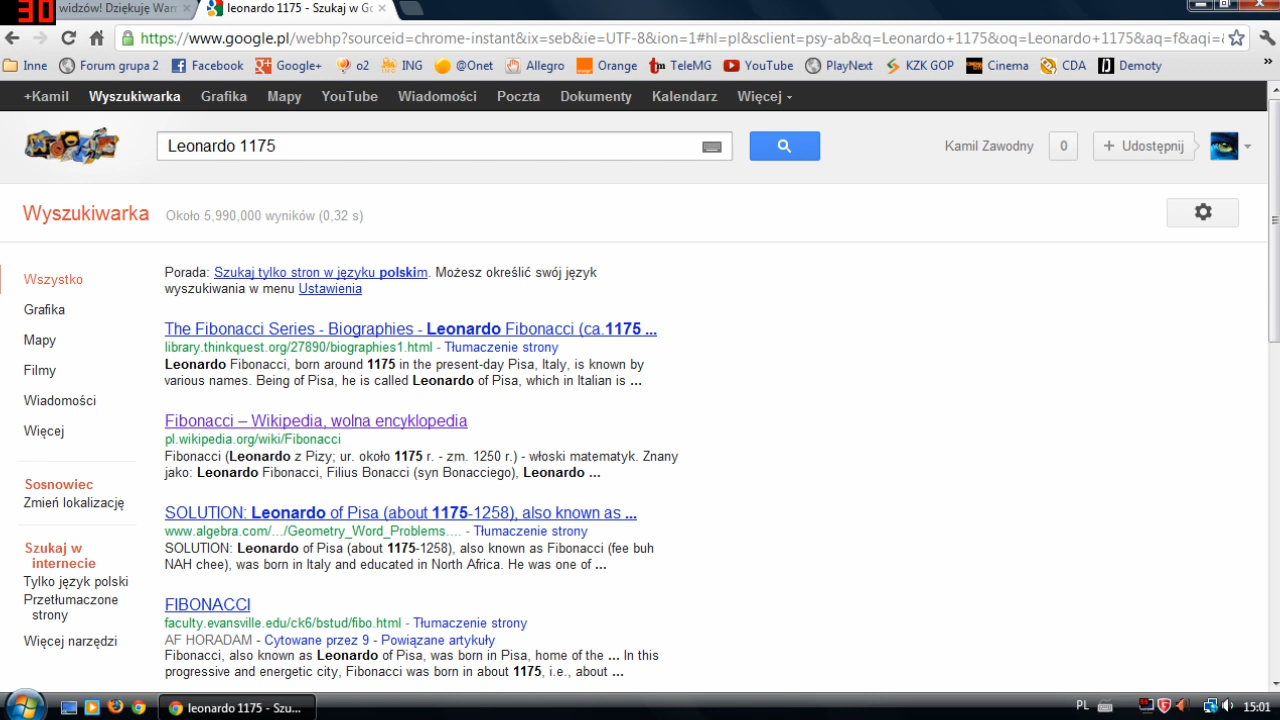 30
widzów! Dziękuję War
leonardo 1175 - Szukaj w Go
https://www.google.pl/webhp?sourceid=chrome-instant&ix=seb&ie=UTF-8&ion=1#hl=pl&sclient=psy-ab&q=Leonardo+1175&oq=Leonardo+1175&aq=f&aqi=
Inne Forum grupa 2 Facebook Google+ o2 ING @Onet Allegro Orange TeleMG YouTube PlayNext KZK GOP Cinema CDA Demoty »
+Kamil Wyszukiwarka Grafika Mapy YouTube Wiadomości Poczta Dokumenty Kalendarz Więcej
Leonardo 1175
Kamil Zawodny 0 + Udostępnij
Wyszukiwarka Około 5,990,000 wyników (0,32 s)
Wszystko
Grafika
Mapy
Filmy
Wiadomości
Więcej
Sosnowiec
Zmień lokalizację
Szukaj w
internecie
Tylko język polski
Przetłumaczone
strony
Więcej narzędzi
Porada: Szukaj tylko stron w języku polskim. Możesz określić swój język
wyszukiwania w menu Ustawienia
The Fibonacci Series - Biographies - Leonardo Fibonacci (ca.1175 ...
library.thinkquest.org/27890/biographies1.html - Tłumaczenie strony
Leonardo Fibonacci, born around 1175 in the present-day Pisa, Italy, is known by
various names. Being of Pisa, he is called Leonardo of Pisa, which in Italian is ...
Fibonacci – Wikipedia, wolna encyklopedia
pl.wikipedia.org/wiki/Fibonacci
Fibonacci (Leonardo z Pizy; ur. około 1175 r. - zm. 1250 r.) - włoski matematyk. Znany
jako: Leonardo Fibonacci, Filius Bonacci (syn Bonacciego), Leonardo ...
SOLUTION: Leonardo of Pisa (about 1175-1258), also known as ...
www.algebra.com/.../Geometry_Word_Problems.... - Tłumaczenie strony
SOLUTION: Leonardo of Pisa (about 1175-1258), also known as Fibonacci (fee buh
NAH chee), was born in Italy and educated in North Africa. He was one of ...
FIBONACCI
faculty.evansville.edu/ck6/bstud/fibo.html - Tłumaczenie strony
AF HORADAM - Cytowane przez 9 - Powiązane artykuły
Fibonacci, also known as Leonardo of Pisa, was born in Pisa, home of the ... In this
progressive and energetic city, Fibonacci was born in about 1175, i.e., about ...
leonardo 1175 - Szu...
PL
15:01